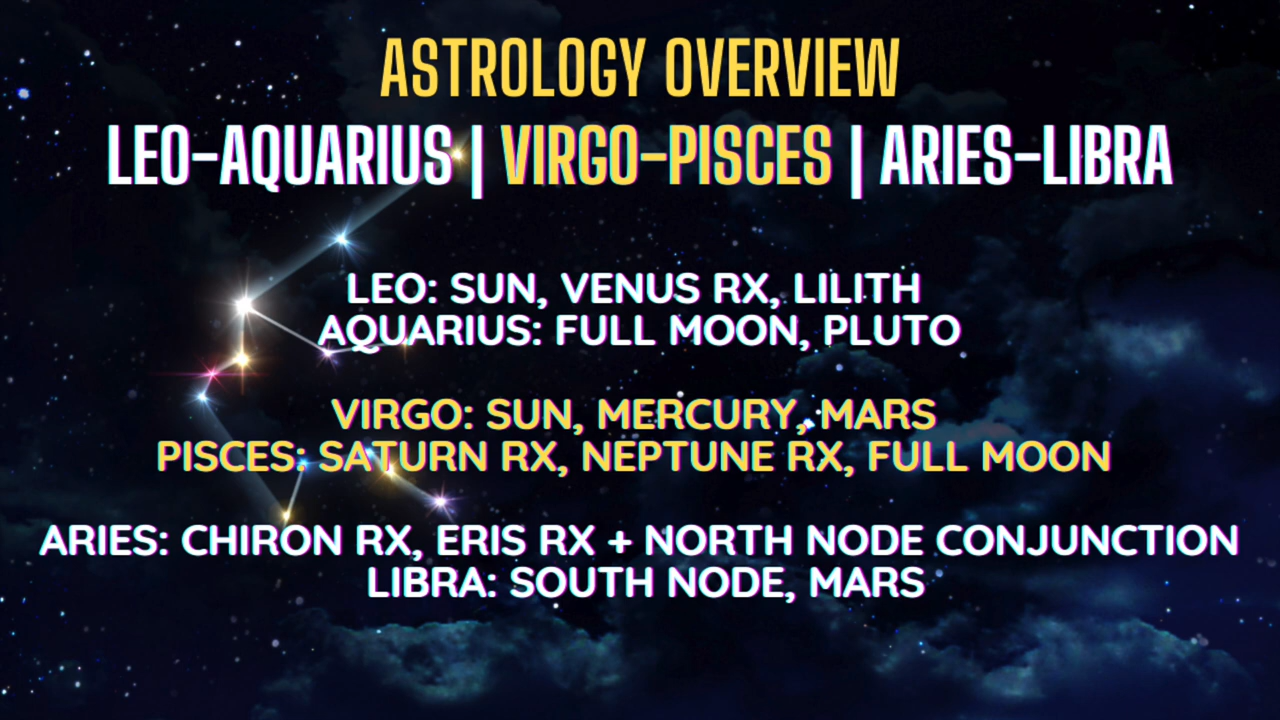 ASTROLOGY OVERVIEW
LEO-AQUARIUS | VIRGO-PISCES | ARIES-LIBRA
LEO: SUN, VENUS RX, LILITH
AQUARIUS: FULL MOON, PLUTO
VIRGO: SUN, MERCURY, MARS
PISCES: SATURN RX, NEPTUNE RX, FULL MOON
ARIES: CHIRON RX, ERIS RX + NORTH NODE CONJUNCTION
LIBRA: SOUTH NODE, MARS